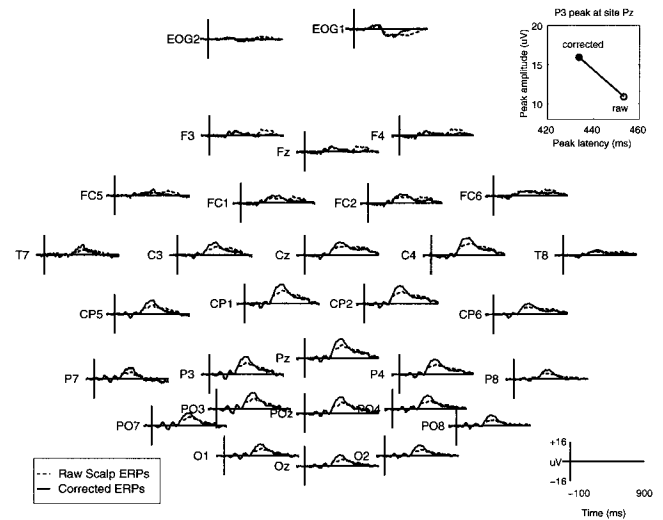 P3 peak at site Pz
Peak amplitude (uV)
20
15
10
corrected
raw
420 440 460
Peak latency (ms)
EOG2
EOG1
F3
Fz
F4
FC5
FC1
FC2
FC6
T7
C3
Cz
C4
T8
CP5
CP1
CP2
CP6
P7
P3
Pz
P4
P8
PO7
PO3
POz
PO4
PO8
O1
Oz
O2
Raw Scalp ERPs
Corrected ERPs
+16
uV
−16
−100 900
Time (ms)